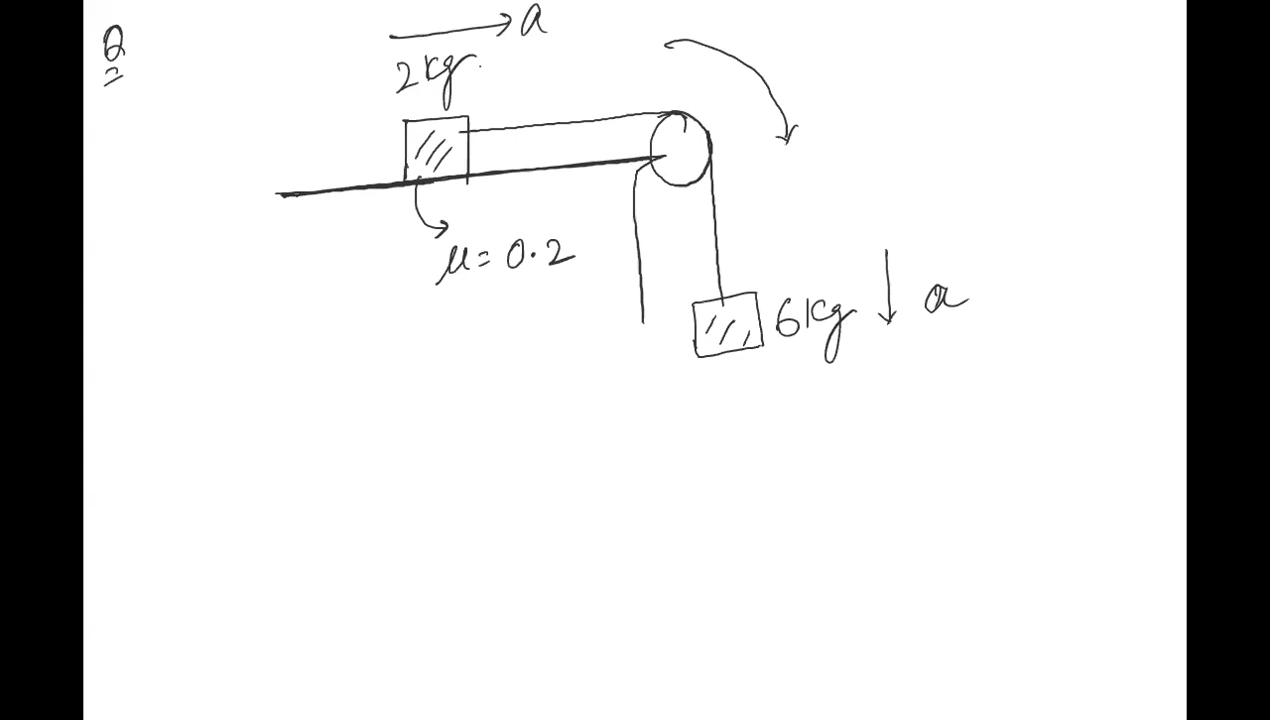 Q
a
2kg.
μ = 0.2
6kg a